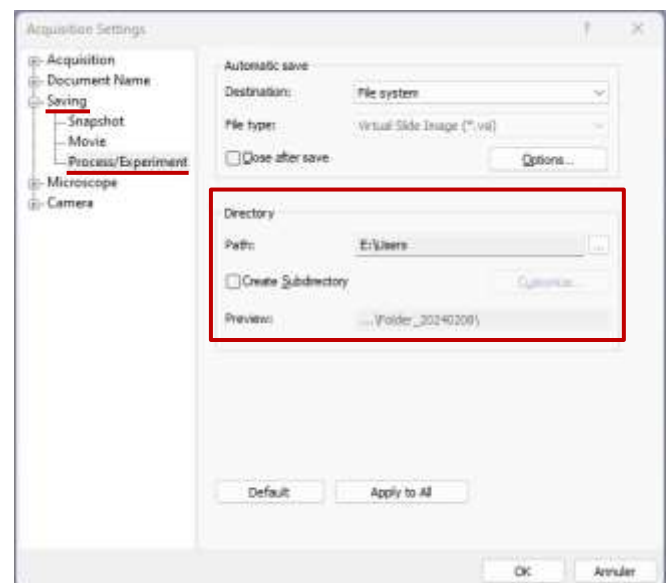 Acquisition Settings
Acquisition
Document Name
Saving
Snapshot
Movie
Process/Experiment
Microscope
Camera
Automatic save
Destination: File system
File type: Virtual Slide Image (*.vsi)
Close after save Options...
Directory
Path: E:\Users ...
Create Subdirectory Customize...
Preview: ...\Folder_20240208\
Default Apply to All
OK Annuler